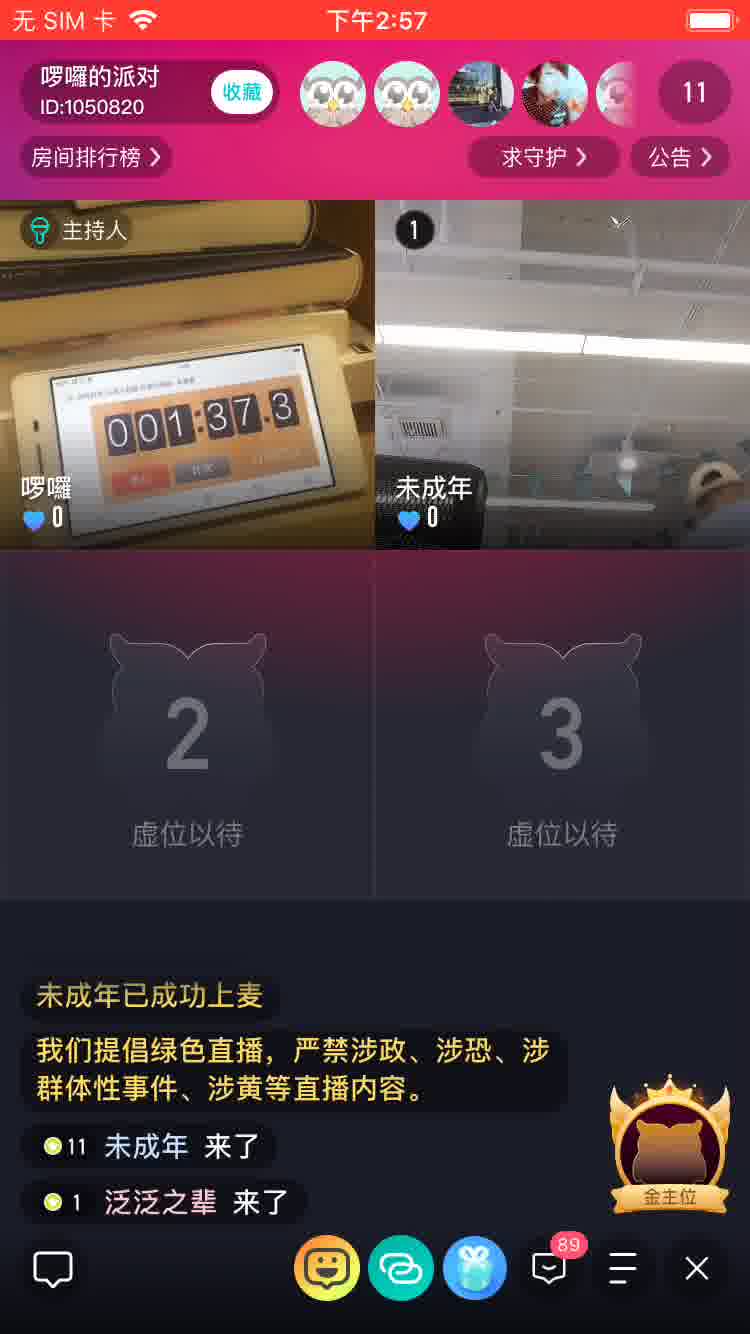 无 SIM 卡
下午2:57
啰囉的派对
ID:1050820
收藏
11
房间排行榜
求守护
公告
主持人
1
001:37.3
啰囉
0
未成年
0
2
虚位以待
3
虚位以待
未成年已成功上麦
我们提倡绿色直播，严禁涉政、涉恐、涉
群体性事件、涉黄等直播内容。
11 未成年 来了
1 泛泛之辈 来了
金主位
89